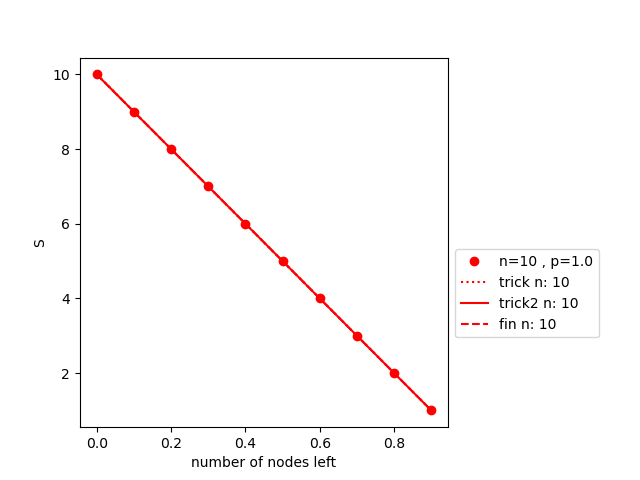 10
8
6
4
2
S
0.0 0.2 0.4 0.6 0.8
number of nodes left
n=10 , p=1.0
trick n: 10
trick2 n: 10
fin n: 10